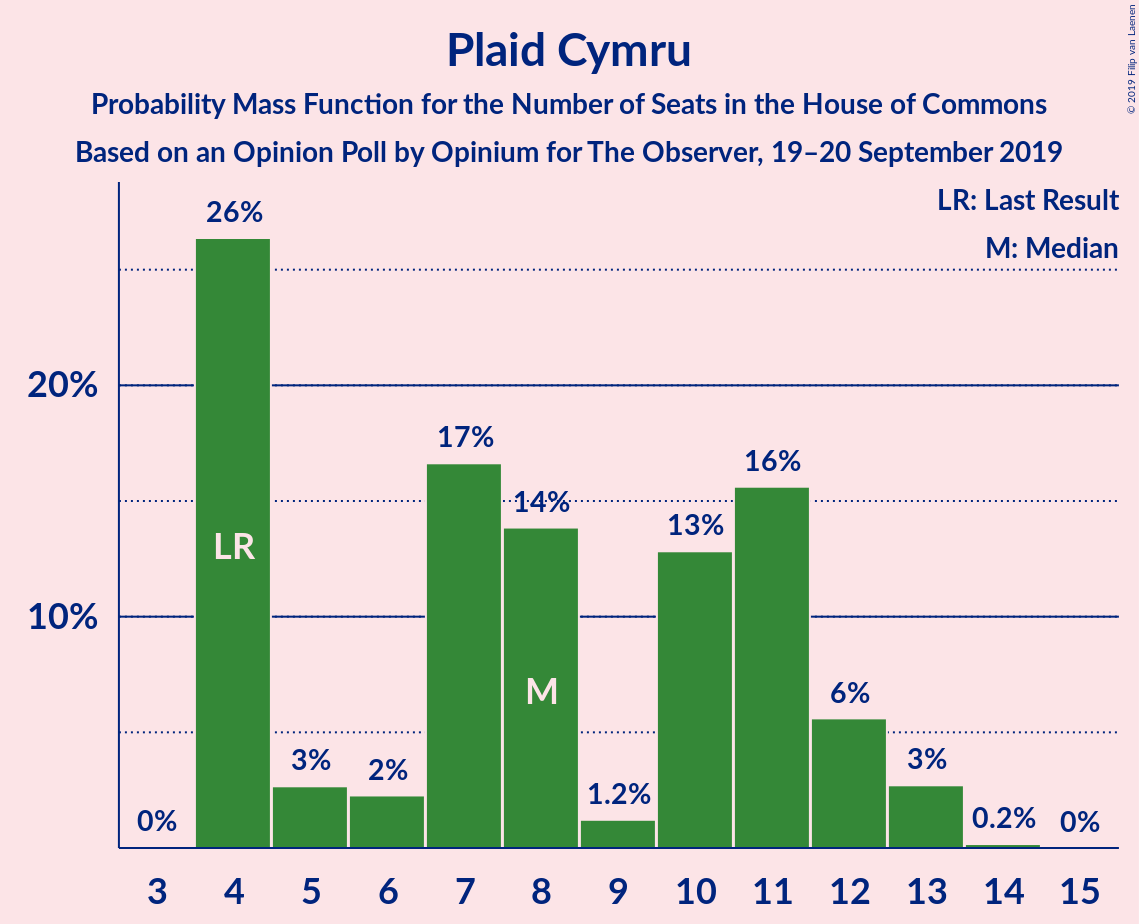 Plaid Cymru
Probability Mass Function for the Number of Seats in the House of Commons
Based on an Opinion Poll by Opinium for The Observer, 19–20 September 2019
© 2019 Filip van Laenen
LR: Last Result
M: Median
26%
20%
17%
16%
14%
13%
LR
10%
M
6%
3%
2%
3%
1.2%
0%
0.2%
0%
3 4 5 6 7 8 9 10 11 12 13 14 15